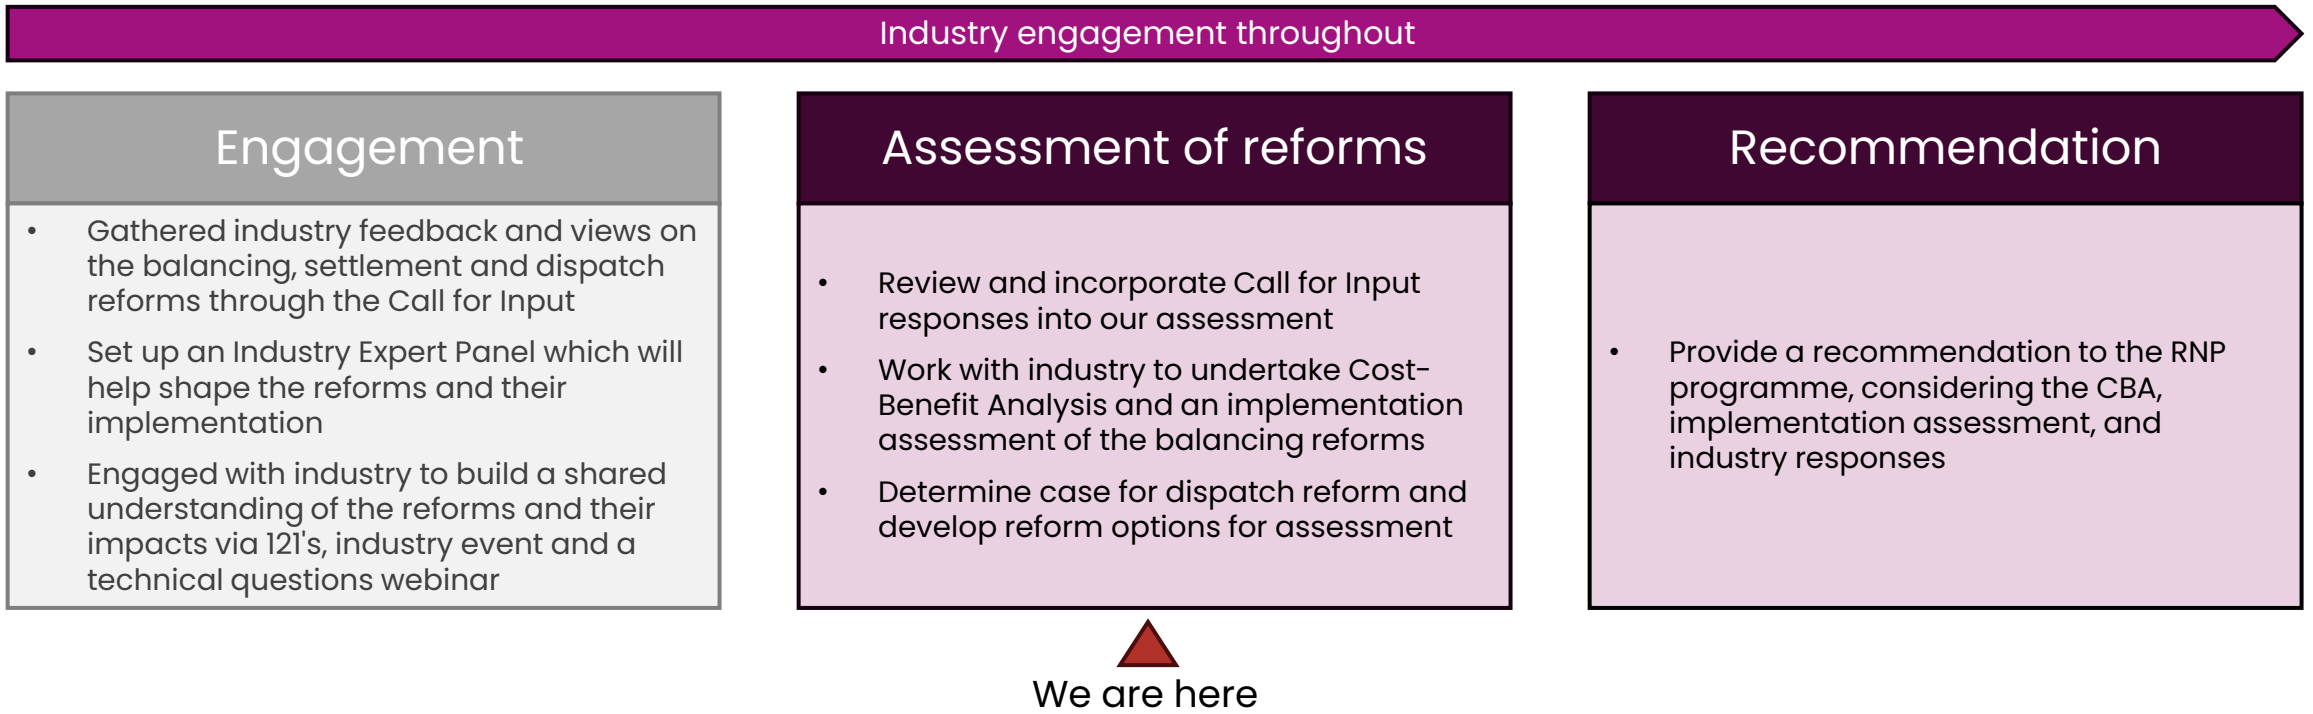 Industry engagement throughout
Engagement
• Gathered industry feedback and views on
the balancing, settlement and dispatch
reforms through the Call for Input
• Set up an Industry Expert Panel which will
help shape the reforms and their
implementation
• Engaged with industry to build a shared
understanding of the reforms and their
impacts via 121's, industry event and a
technical questions webinar
Assessment of reforms
• Review and incorporate Call for Input
responses into our assessment
• Work with industry to undertake Cost-
Benefit Analysis and an implementation
assessment of the balancing reforms
• Determine case for dispatch reform and
develop reform options for assessment
Recommendation
• Provide a recommendation to the RNP
programme, considering the CBA,
implementation assessment, and
industry responses
We are here